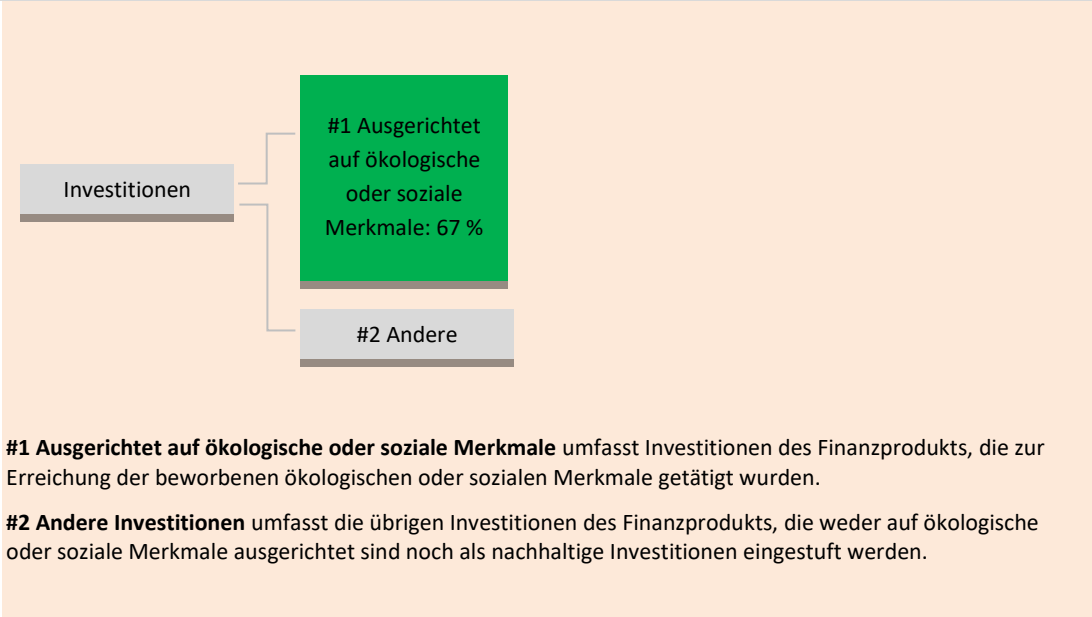 #1 Ausgerichtet
auf ökologische
oder soziale
Merkmale: 67 %
Investitionen
#2 Andere
#1 Ausgerichtet auf ökologische oder soziale Merkmale umfasst Investitionen des Finanzprodukts, die zur
Erreichung der beworbenen ökologischen oder sozialen Merkmale getätigt wurden.
#2 Andere Investitionen umfasst die übrigen Investitionen des Finanzprodukts, die weder auf ökologische
oder soziale Merkmale ausgerichtet sind noch als nachhaltige Investitionen eingestuft werden.